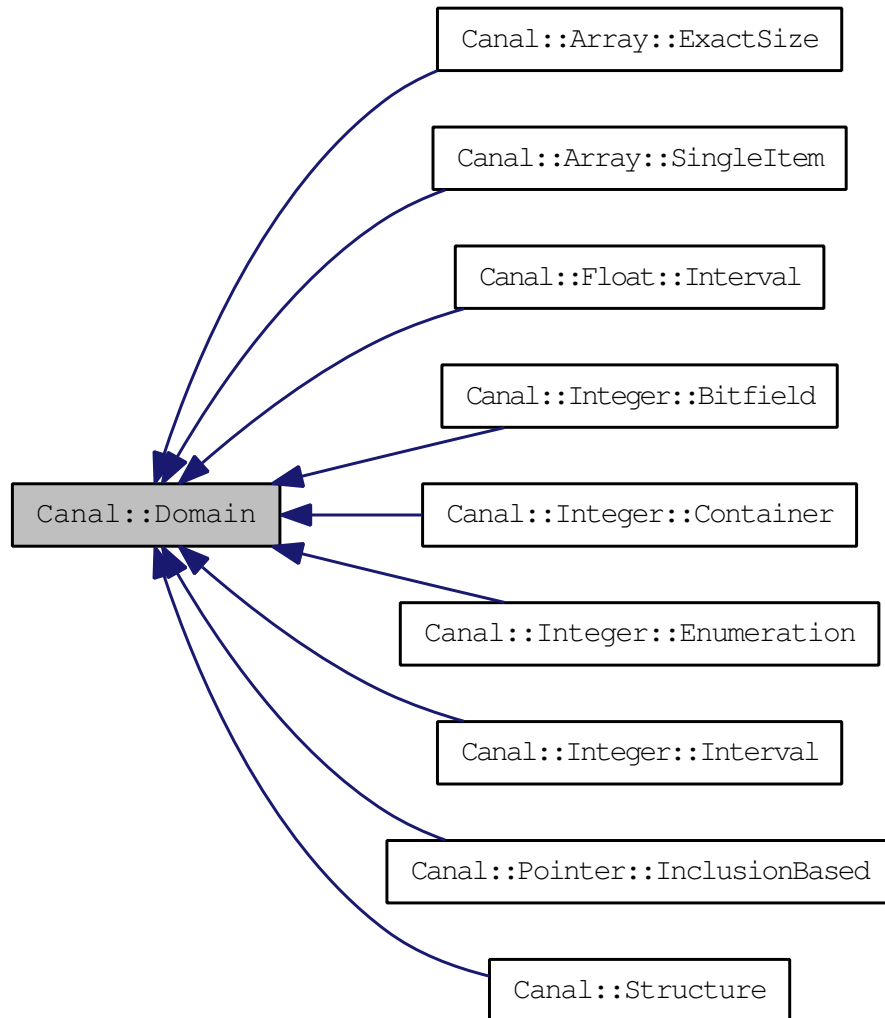 Canal::Array::ExactSize
Canal::Array::SingleItem
Canal::Float::Interval
Canal::Integer::Bitfield
Canal::Domain
Canal::Integer::Container
Canal::Integer::Enumeration
Canal::Integer::Interval
Canal::Pointer::InclusionBased
Canal::Structure